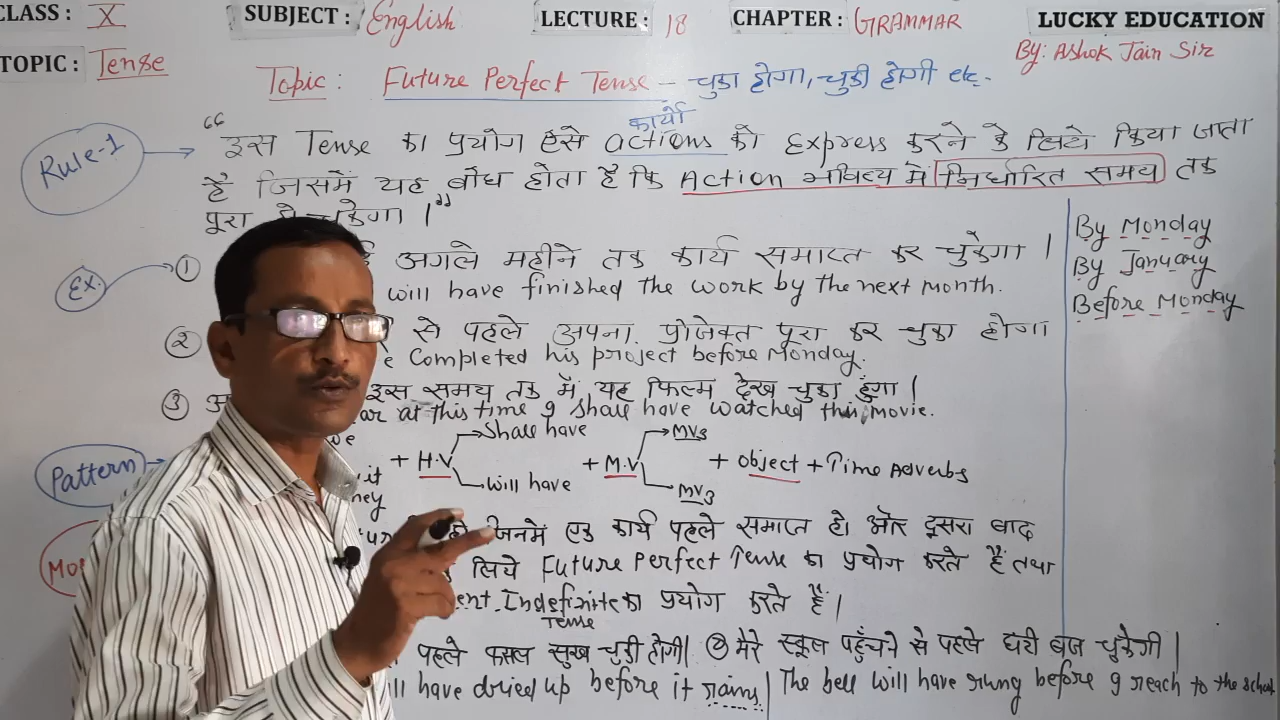 CLASS: X SUBJECT: English LECTURE: 18 CHAPTER: GRAMMAR LUCKY EDUCATION
By: Ashok Jain Sir
TOPIC: Tense
Topic: Future Perfect Tense - चुका होगा, चुकी होगी etc.
कार्यो
Rule-1 “इस Tense का प्रयोग ऐसे actions को Express करने के लिये किया जाता
है जिसमें यह बोध होता है कि Action भविष्य में निर्धारित समय तक
पूरा हो चुकेगा ।”
Ex. ① अगले महीने तक कार्य समाप्त कर चुकेगा ।
will have finished the work by the next month.
② से पहले अपना प्रोजेक्ट पूरा कर चुका होगा
completed his project before Monday.
③ इस समय तक मैं यह फिल्म देख चुका हुंगा ।
at this time I shall have watched this movie.
By Monday
By January
Before Monday
we
Shall have MV3
Pattern + H.V + M.V + object + Time Adverbs
it will have MV3
जिनमें एक कार्य पहले समाप्त हो और दूसरा बाद
लिये Future Perfect Tense का प्रयोग करते हैं तथा
Indefinite का प्रयोग करते हैं ।
Tense
पहले फसल सुख चुकी होगी। ② मेरे स्कूल पहुँचने से पहले घंटी बज चुकेगी ।
have dried up before it rains | The bell will have rung before I reach to the school